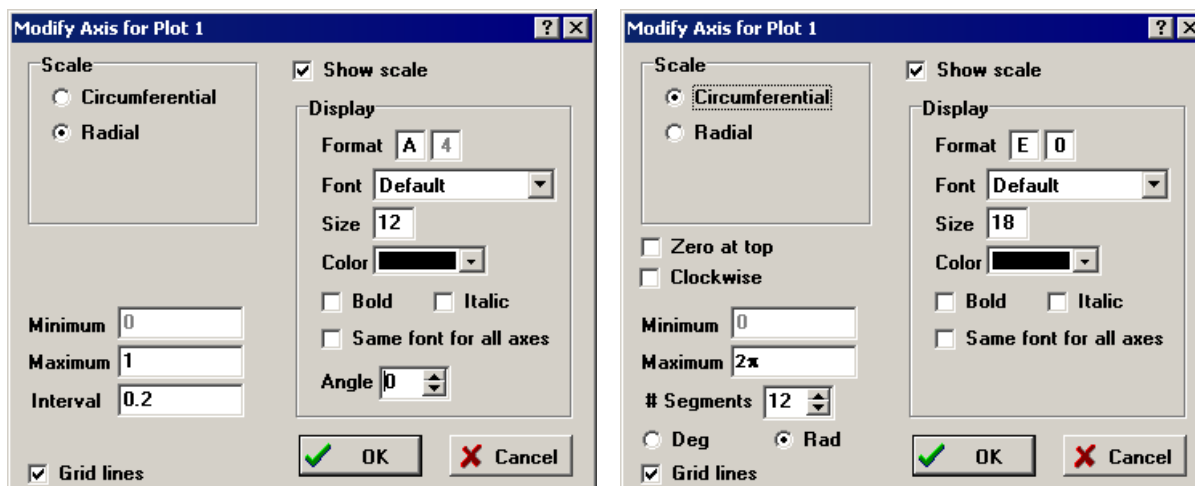 Modify Axis for Plot 1
Scale
Circumferential
Radial
Show scale
Display
Format A 4
Font Default
Size 12
Color
Bold Italic
Same font for all axes
Angle 0
Minimum 0
Maximum 1
Interval 0.2
Grid lines
OK Cancel
Modify Axis for Plot 1
Scale
Circumferential
Radial
Show scale
Display
Format E 0
Font Default
Size 18
Color
Bold Italic
Same font for all axes
Zero at top
Clockwise
Minimum 0
Maximum 2π
# Segments 12
Deg Rad
Grid lines
OK Cancel